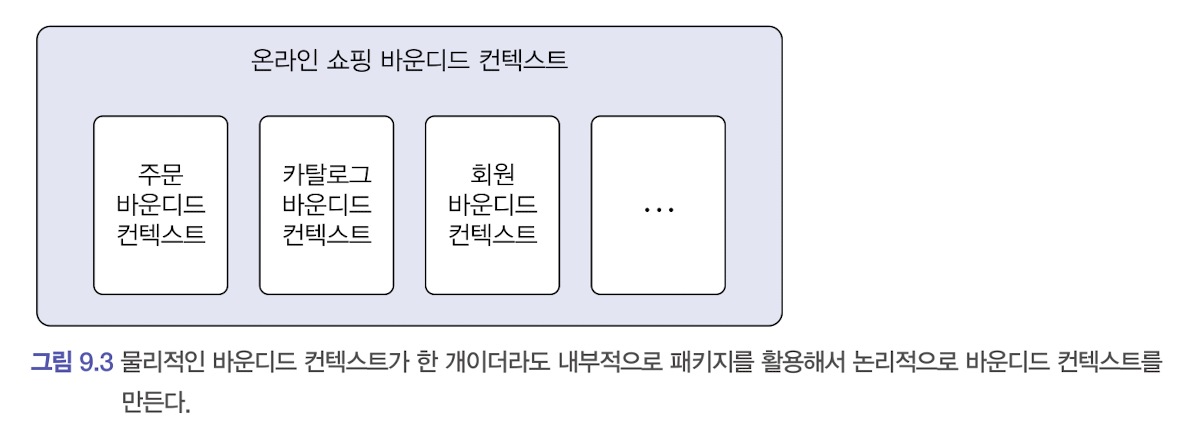 온라인 쇼핑 바운디드 컨텍스트
주문
바운디드
컨텍스트
카탈로그
바운디드
컨텍스트
회원
바운디드
컨텍스트
...
그림 9.3 물리적인 바운디드 컨텍스트가 한 개이더라도 내부적으로 패키지를 활용해서 논리적으로 바운디드 컨텍스트를
만든다.